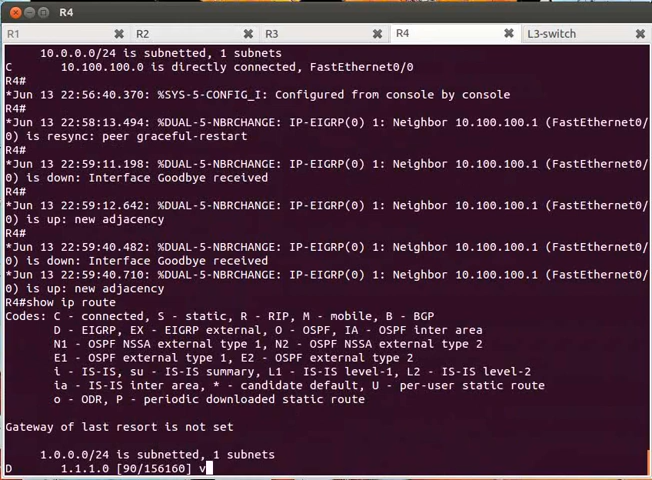 R4
R1
R2
R3
R4
L3-switch
10.0.0.0/24 is subnetted, 1 subnets
C 10.100.100.0 is directly connected, FastEthernet0/0
R4#
*Jun 13 22:56:40.370: %SYS-5-CONFIG_I: Configured from console by console
R4#
*Jun 13 22:58:13.494: %DUAL-5-NBRCHANGE: IP-EIGRP(0) 1: Neighbor 10.100.100.1 (FastEthernet0/
0) is resync: peer graceful-restart
R4#
*Jun 13 22:59:11.198: %DUAL-5-NBRCHANGE: IP-EIGRP(0) 1: Neighbor 10.100.100.1 (FastEthernet0/
0) is down: Interface Goodbye received
R4#
*Jun 13 22:59:12.642: %DUAL-5-NBRCHANGE: IP-EIGRP(0) 1: Neighbor 10.100.100.1 (FastEthernet0/
0) is up: new adjacency
R4#
*Jun 13 22:59:40.482: %DUAL-5-NBRCHANGE: IP-EIGRP(0) 1: Neighbor 10.100.100.1 (FastEthernet0/
0) is down: Interface Goodbye received
*Jun 13 22:59:40.710: %DUAL-5-NBRCHANGE: IP-EIGRP(0) 1: Neighbor 10.100.100.1 (FastEthernet0/
0) is up: new adjacency
R4#show ip route
Codes: C - connected, S - static, R - RIP, M - mobile, B - BGP
D - EIGRP, EX - EIGRP external, O - OSPF, IA - OSPF inter area
N1 - OSPF NSSA external type 1, N2 - OSPF NSSA external type 2
E1 - OSPF external type 1, E2 - OSPF external type 2
i - IS-IS, su - IS-IS summary, L1 - IS-IS level-1, L2 - IS-IS level-2
ia - IS-IS inter area, * - candidate default, U - per-user static route
o - ODR, P - periodic downloaded static route
Gateway of last resort is not set
1.0.0.0/24 is subnetted, 1 subnets
D 1.1.1.0 [90/156160] v